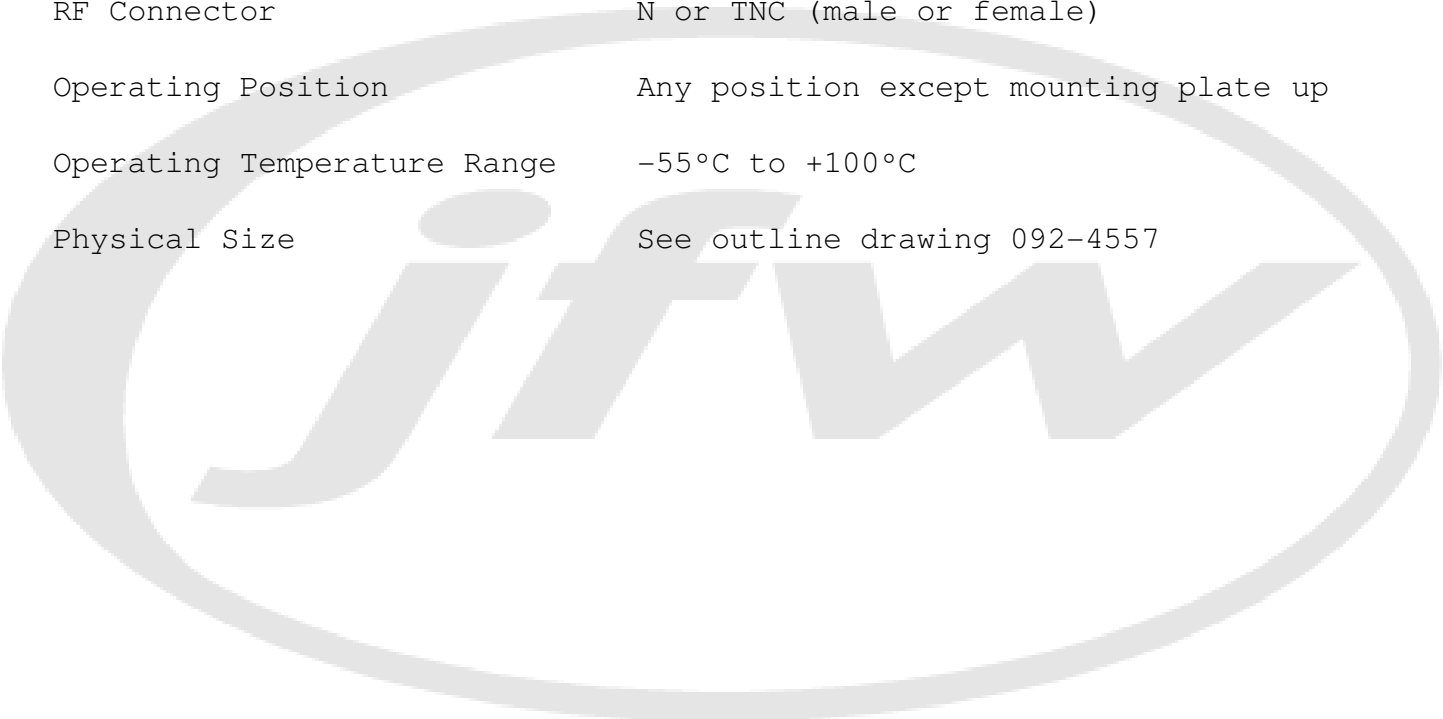 RF Connector N or TNC (male or female)
Operating Position Any position except mounting plate up
Operating Temperature Range -55°C to +100°C
Physical Size See outline drawing 092-4557
jfw